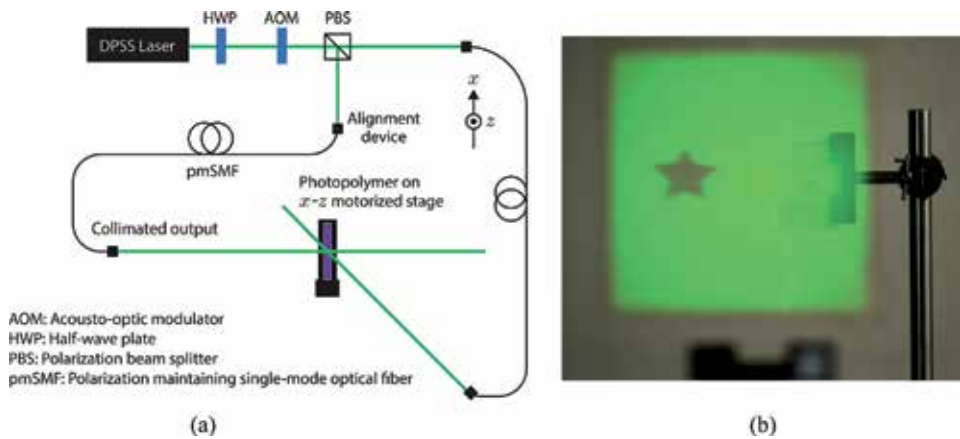 HWP AOM PBS
DPSS Laser
x
z
Alignment
device
pmSMF
Photopolymer on
x-z motorized stage
Collimated output
AOM: Acousto-optic modulator
HWP: Half-wave plate
PBS: Polarization beam splitter
pmSMF: Polarization maintaining single-mode optical fiber
(a) (b)